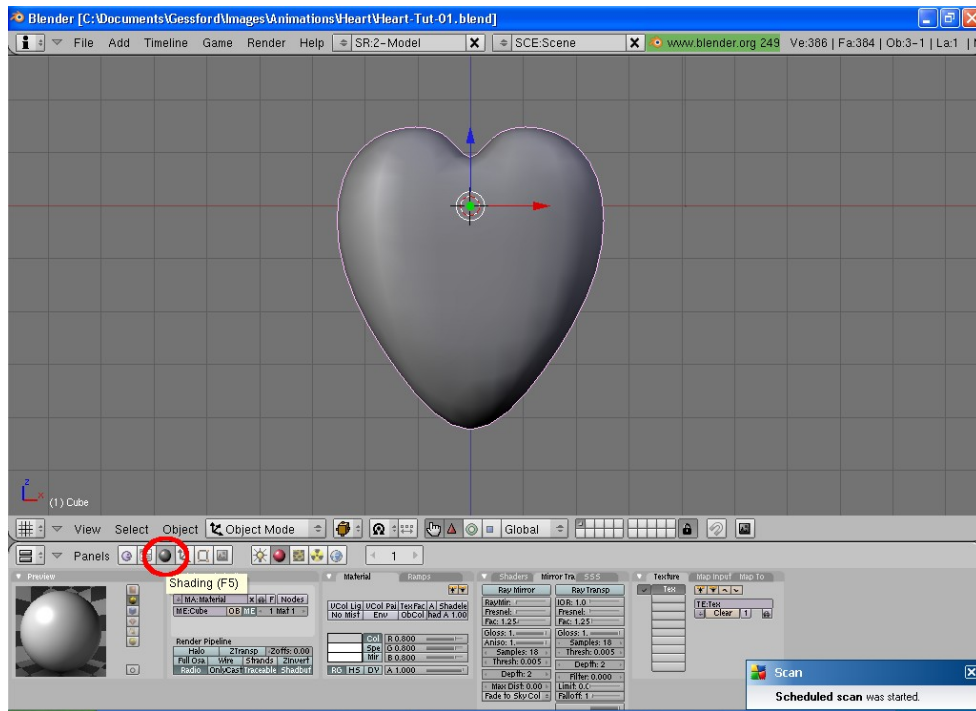 Blender [C:\Documents\Gessford\Images\Animations\Heart\Heart-Tut-01.blend]
File Add Timeline Game Render Help SR:2-Model X SCE:Scene X www.blender.org 249 Ve:386 | Fa:384 | Ob:3-1 | La:1 |
z
x
(1) Cube
View Select Object Object Mode Global
Panels 1
Shading (F5)
Preview Material Ramps Shaders Mirror Tra SSS Texture Map Input Map To
MA:Material X F Nodes
ME:Cube OB ME 1 Mat 1
Render Pipeline
Halo ZTransp Zoffs: 0.00
Full Osa Wire Strands ZInvert
Radio OnlyCas Traceable Shadbuf
VCol Lig VCol Pai TexFac A Shadele
No Mist Env ObCol had A 1.00
Col R 0.800
Spe G 0.800
Mir B 0.800
RG HS DY A 1.000
Ray Mirror Ray Transp
RayMir: IOR: 1.0
Fresnel: Fresnel:
Fac: 1.25 Fac: 1.25
Gloss: 1. Gloss: 1.
Aniso: 1. Samples: 18
Samples: 18 Thresh: 0.005
Thresh: 0.005 Depth: 2
Depth: 2 Filter: 0.000
Max Dist: 0.00 Limit: 0.0
Fade to Sky Col Falloff: 1
Tex
TE:Tex
Clear 1
Scan X
Scheduled scan was started.